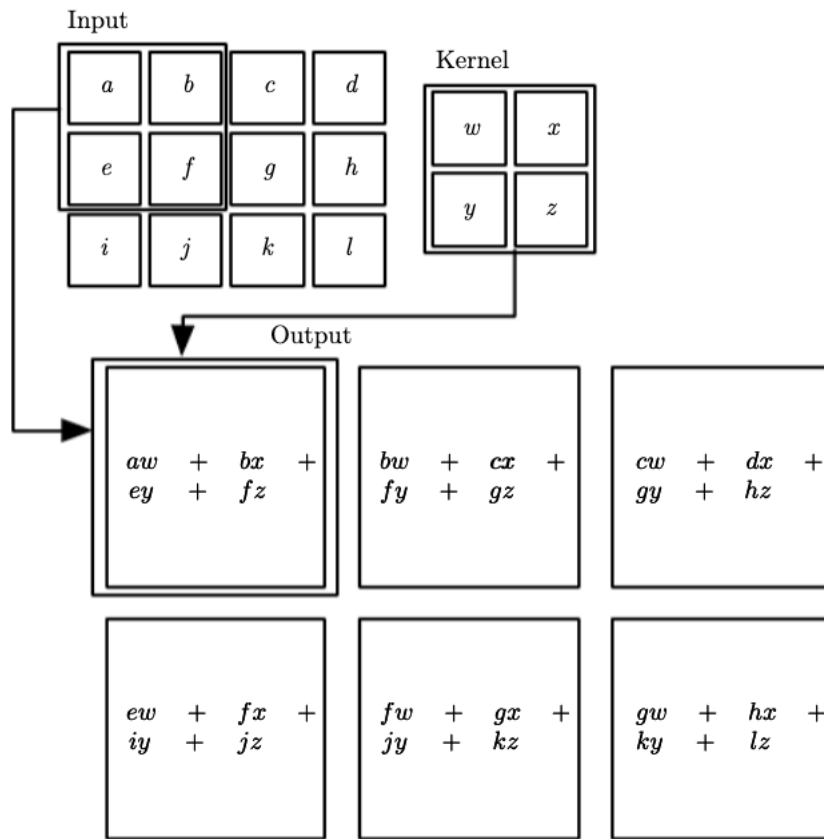 Input
a b c d
e f g h
i j k l
Kernel
w x
y z
Output
aw + bx +
ey + fz
bw + cx +
fy + gz
cw + dx +
gy + hz
ew + fx +
iy + jz
fw + gx +
jy + kz
gw + hx +
ky + lz